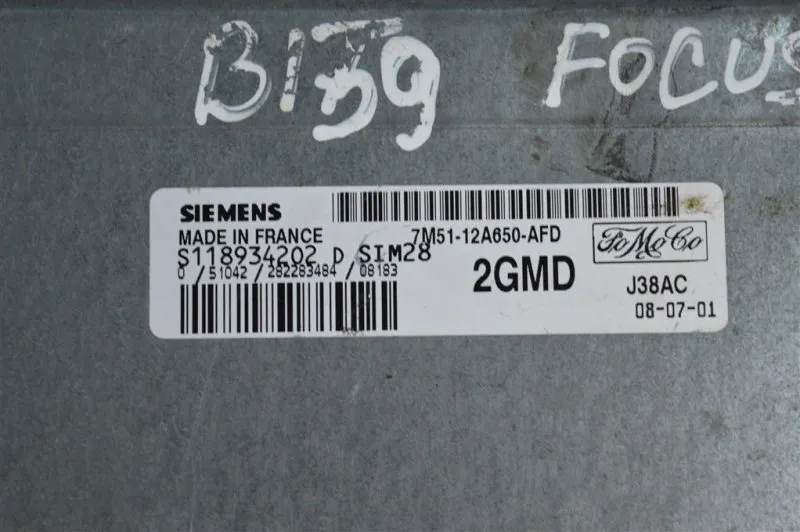 B159 FOCUS
SIEMENS
MADE IN FRANCE
7M51-12A650-AFD
FoMoCo
S118934202 D SIM28
0 / 51042 / 282283484 / 08183
2GMD
J38AC
08-07-01